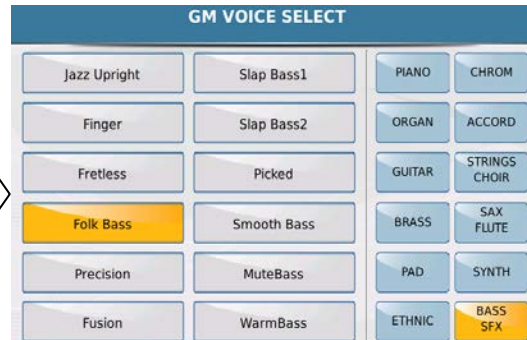 GM VOICE SELECT
Jazz Upright
Slap Bass1
PIANO
CHROM
Finger
Slap Bass2
ORGAN
ACCORD
Fretless
Picked
GUITAR
STRINGS
CHOIR
Folk Bass
Smooth Bass
BRASS
SAX
FLUTE
Precision
MuteBass
PAD
SYNTH
Fusion
WarmBass
ETHNIC
BASS
SFX